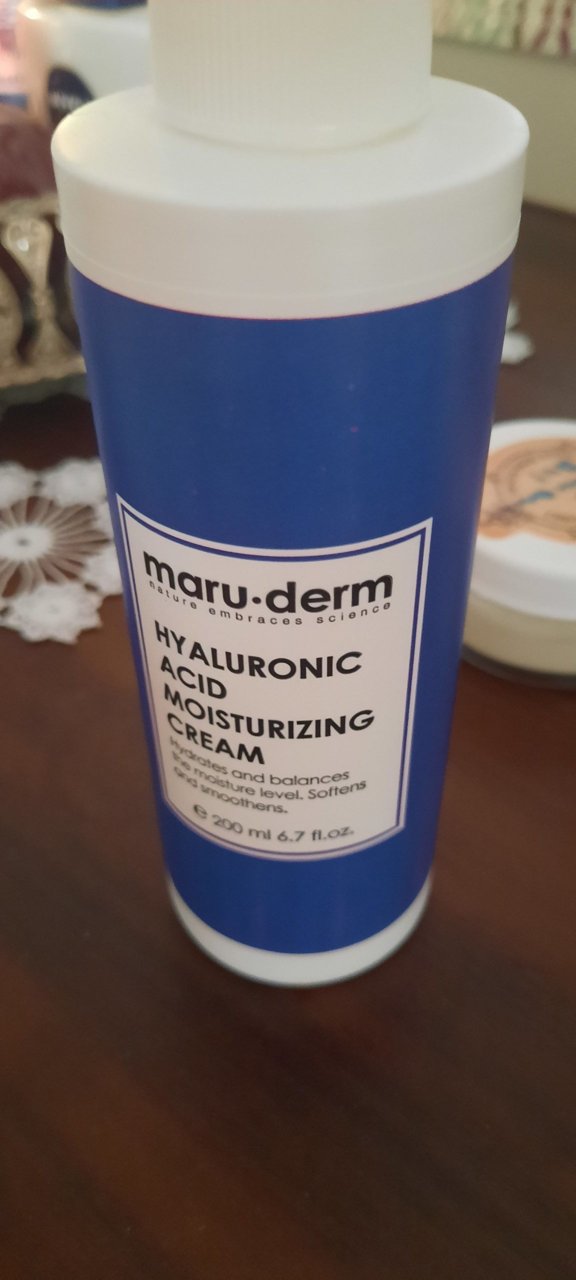 maru·derm
nature embraces science
HYALURONIC
ACID
MOISTURIZING
CREAM
Hydrates and balances
the moisture level. Softens
and smoothens.
℮ 200 ml 6.7 fl.oz.